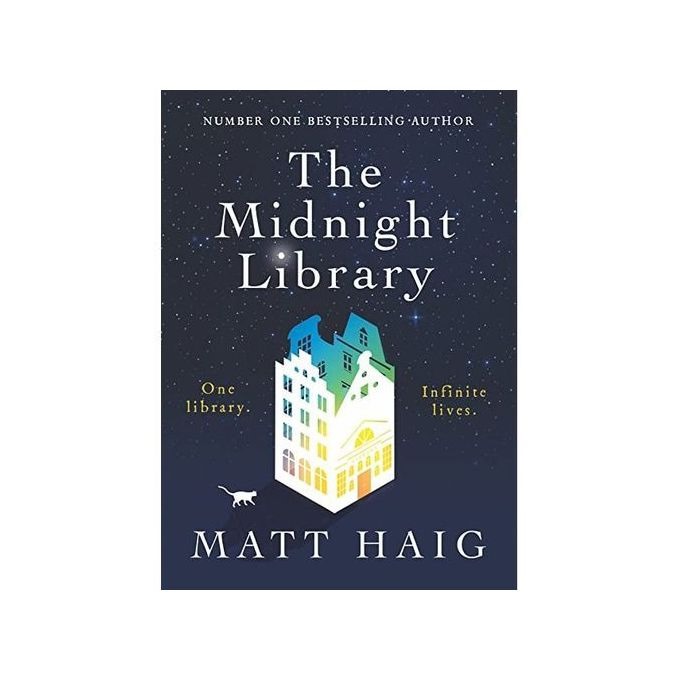 NUMBER ONE BESTSELLING AUTHOR
The
Midnight
Library
One
library.
Infinite
lives.
MATT HAIG